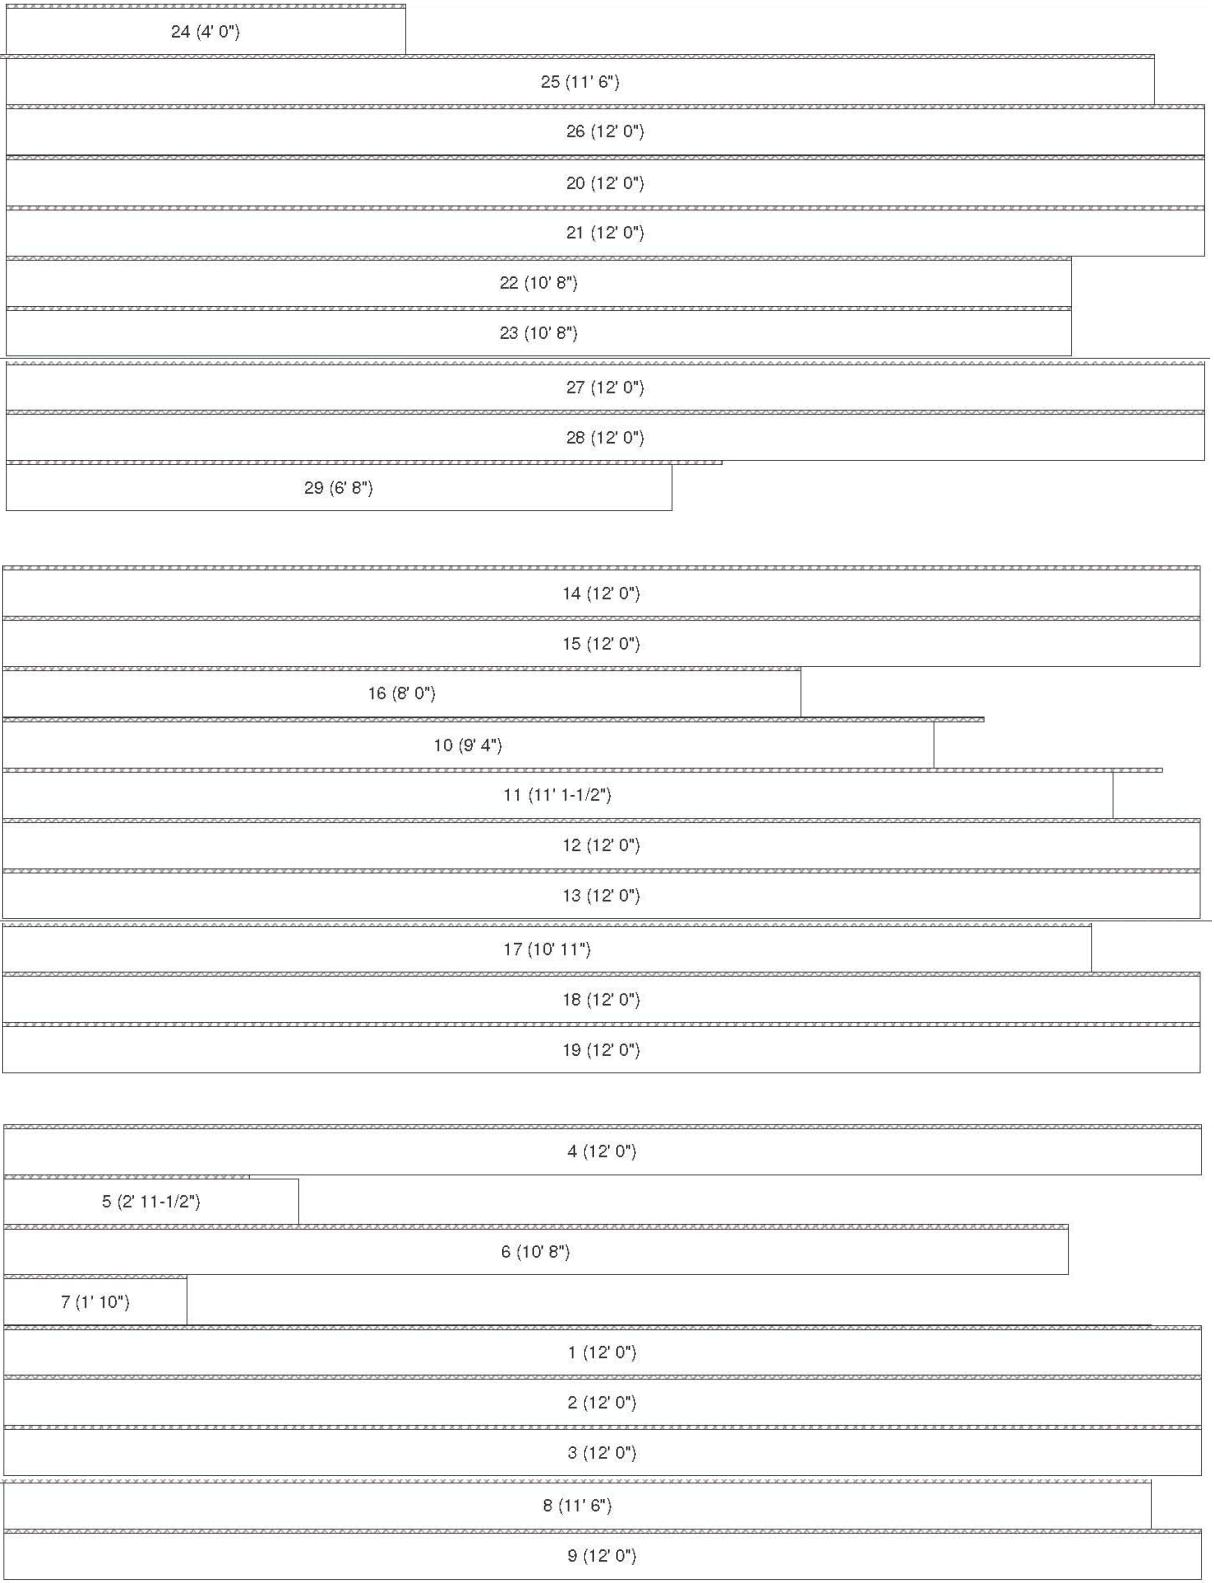 24 (4' 0")
25 (11' 6")
26 (12' 0")
20 (12' 0")
21 (12' 0")
22 (10' 8")
23 (10' 8")
27 (12' 0")
28 (12' 0")
29 (6' 8")
14 (12' 0")
15 (12' 0")
16 (8' 0")
10 (9' 4")
11 (11' 1-1/2")
12 (12' 0")
13 (12' 0")
17 (10' 11")
18 (12' 0")
19 (12' 0")
4 (12' 0")
5 (2' 11-1/2")
6 (10' 8")
7 (1' 10")
1 (12' 0")
2 (12' 0")
3 (12' 0")
8 (11' 6")
9 (12' 0")